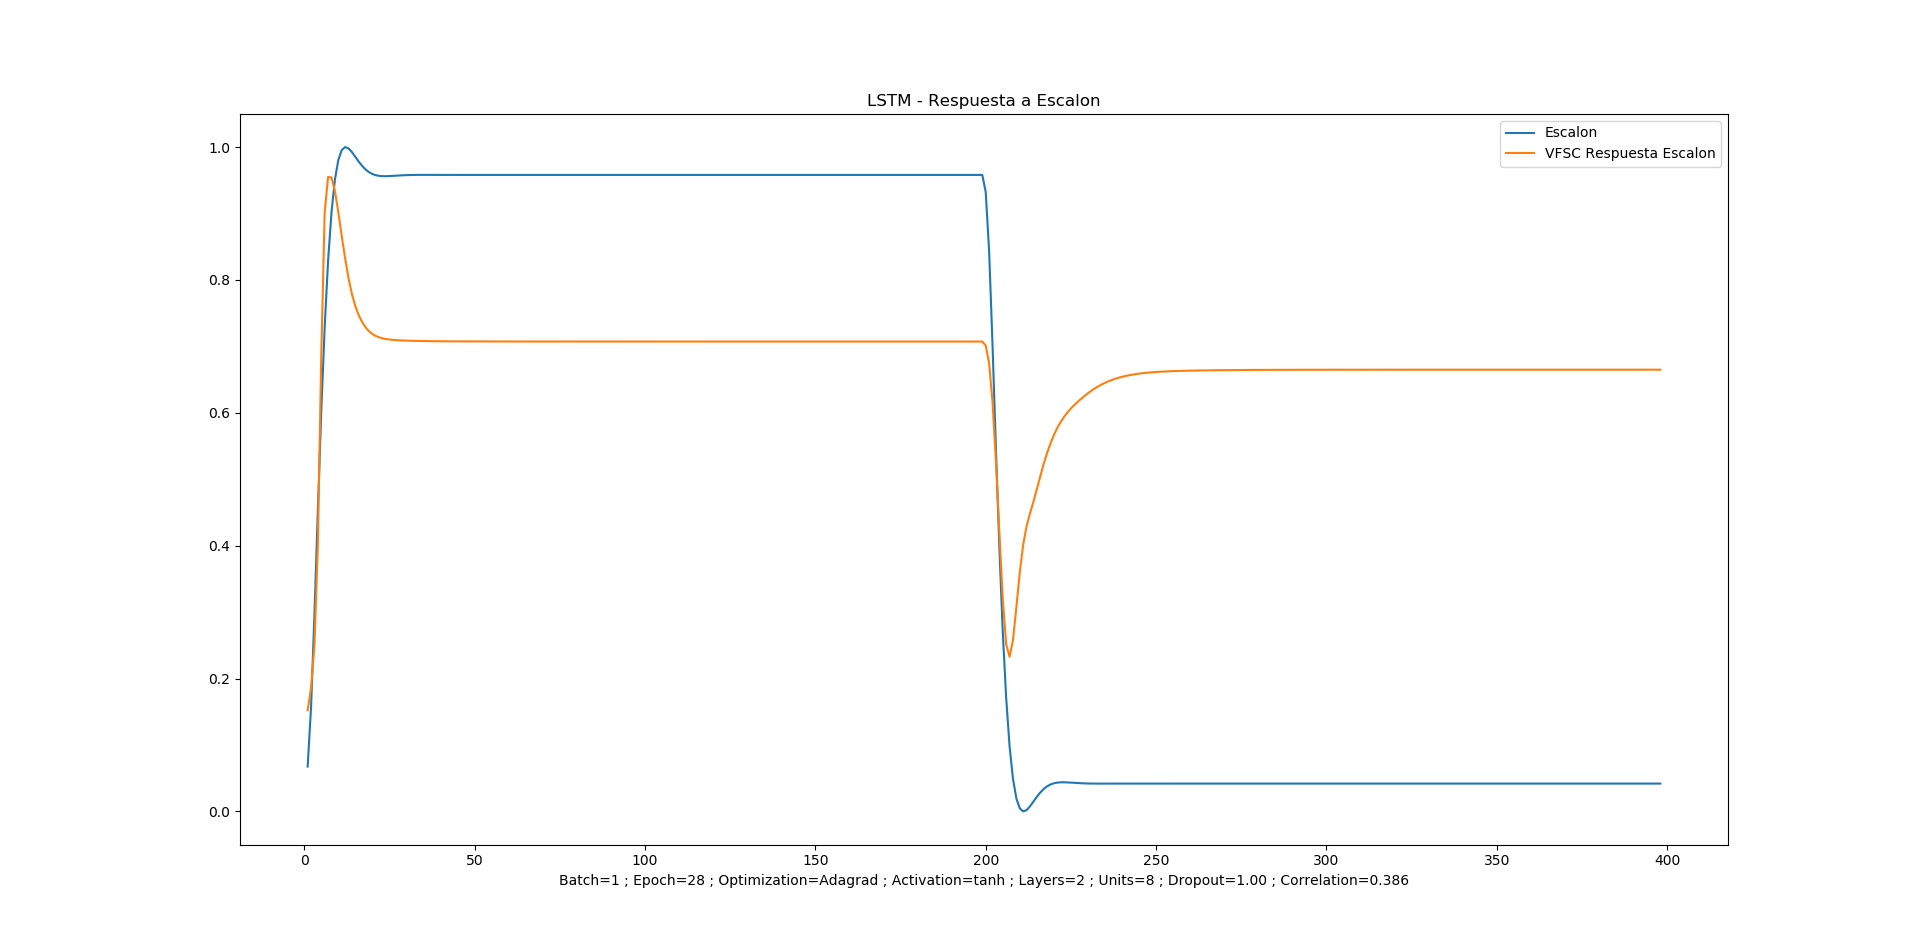 LSTM - Respuesta a Escalon
Escalon
VFSC Respuesta Escalon
1.0
0.8
0.6
0.4
0.2
0.0
0 50 100 150 200 250 300 350 400
Batch=1 ; Epoch=28 ; Optimization=Adagrad ; Activation=tanh ; Layers=2 ; Units=8 ; Dropout=1.00 ; Correlation=0.386